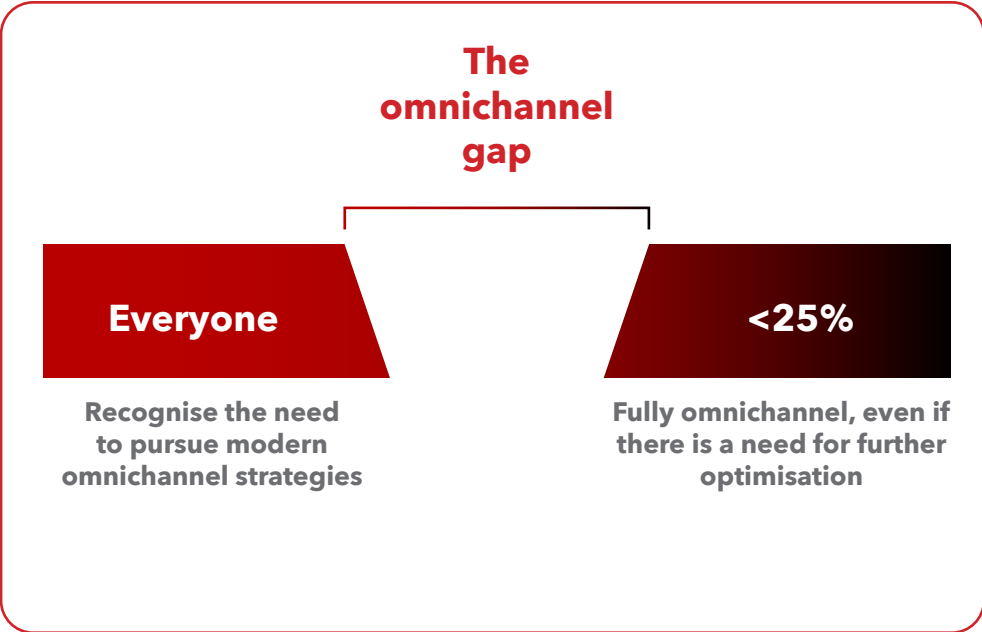 The
omnichannel
gap
Everyone
<25%
Recognise the need
to pursue modern
omnichannel strategies
Fully omnichannel, even if
there is a need for further
optimisation